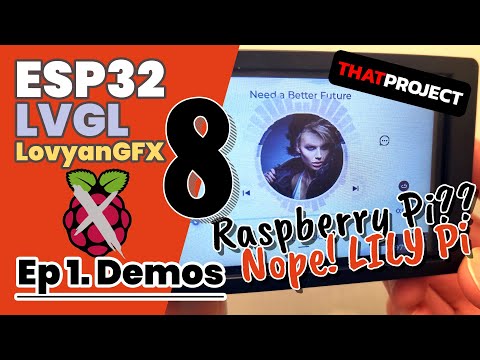 ESP32
LVGL
LovyanGFX
8
Ep 1. Demos
THATPROJECT
Need a Better Future
Raspberry Pi??
Nope! LILY Pi